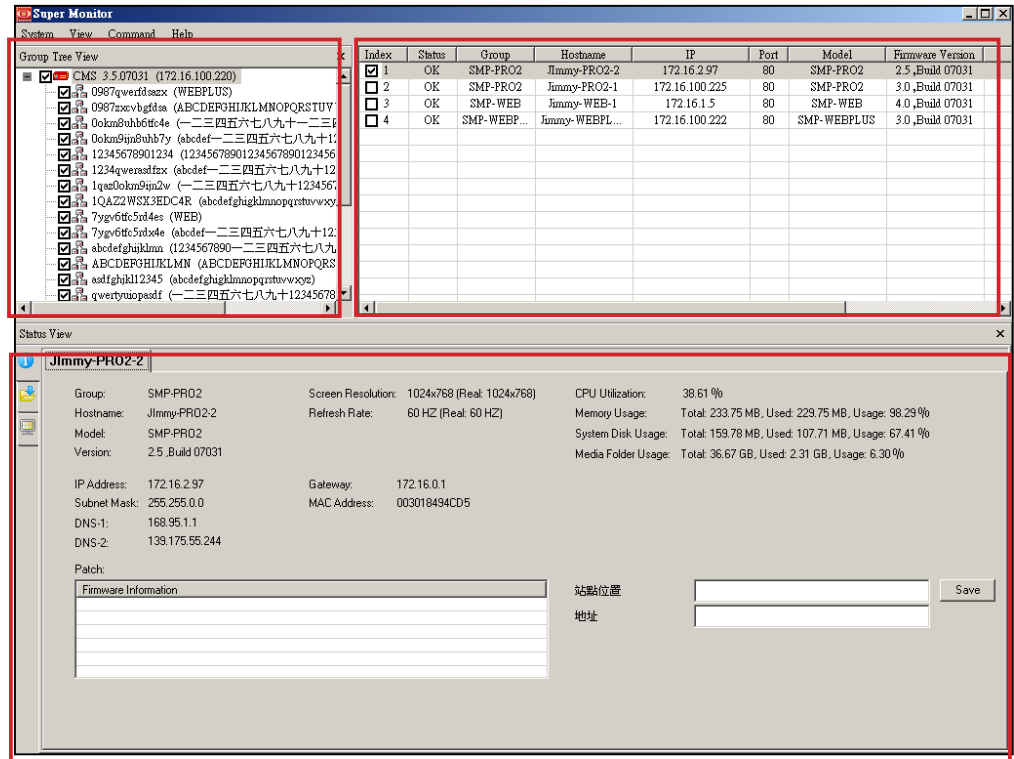 Super Monitor
System View Command Help
Group Tree View
CMS 3.5.07031 (172.16.100.220)
0987qwerfdsazx (WEBPLUS)
0987zxcvbgfdsa (ABCDEFGHIJKLMNOPQRSTUV
0okm8uhb6tfc4e (一二三四五六七八九十一二三四
0okm9ijn8uhb7y (abcdef一二三四五六七八九十12
12345678901234 (12345678901234567890123456
1234qwerasdfzx (abcdef一二三四五六七八九十12
1qaz0okm9ijn2w (一二三四五六七八九十1234567
1QAZ2WSX3EDC4R (abcdefghigklmnopqrstuvwxy
7ygv6tfc5rd4es (WEB)
7ygv6tfc5rdx4e (abcdef一二三四五六七八九十12
abcdefghijklmn (1234567890一二三四五六七八九
ABCDEFGHIJKLMN (ABCDEFGHIJKLMNOPQRS
asdfghjkl12345 (abcdefghigklmnopqrstuvwxyz)
qwertyuiopasdf (一二三四五六七八九十12345678
Index Status Group Hostname IP Port Model Firmware Version
1 OK SMP-PRO2 JImmy-PRO2-2 172.16.2.97 80 SMP-PRO2 2.5 ,Build 07031
2 OK SMP-PRO2 Jimmy-PRO2-1 172.16.100.225 80 SMP-PRO2 3.0 ,Build 07031
3 OK SMP-WEB Jimmy-WEB-1 172.16.1.5 80 SMP-WEB 4.0 ,Build 07031
4 OK SMP-WEBP... Jimmy-WEBPL... 172.16.100.222 80 SMP-WEBPLUS 3.0 ,Build 07031
Status View
JImmy-PRO2-2
Group: SMP-PRO2 Screen Resolution: 1024x768 (Real: 1024x768) CPU Utilization: 38.61 %
Hostname: JImmy-PRO2-2 Refresh Rate: 60 HZ (Real: 60 HZ) Memory Usage: Total: 233.75 MB, Used: 229.75 MB, Usage: 98.29 %
Model: SMP-PRO2 System Disk Usage: Total: 159.78 MB, Used: 107.71 MB, Usage: 67.41 %
Version: 2.5 ,Build 07031 Media Folder Usage: Total: 36.67 GB, Used: 2.31 GB, Usage: 6.30 %
IP Address: 172.16.2.97 Gateway: 172.16.0.1
Subnet Mask: 255.255.0.0 MAC Address: 003018494CD5
DNS-1: 168.95.1.1
DNS-2: 139.175.55.244
Patch:
Firmware Information
站點位置 Save
地址